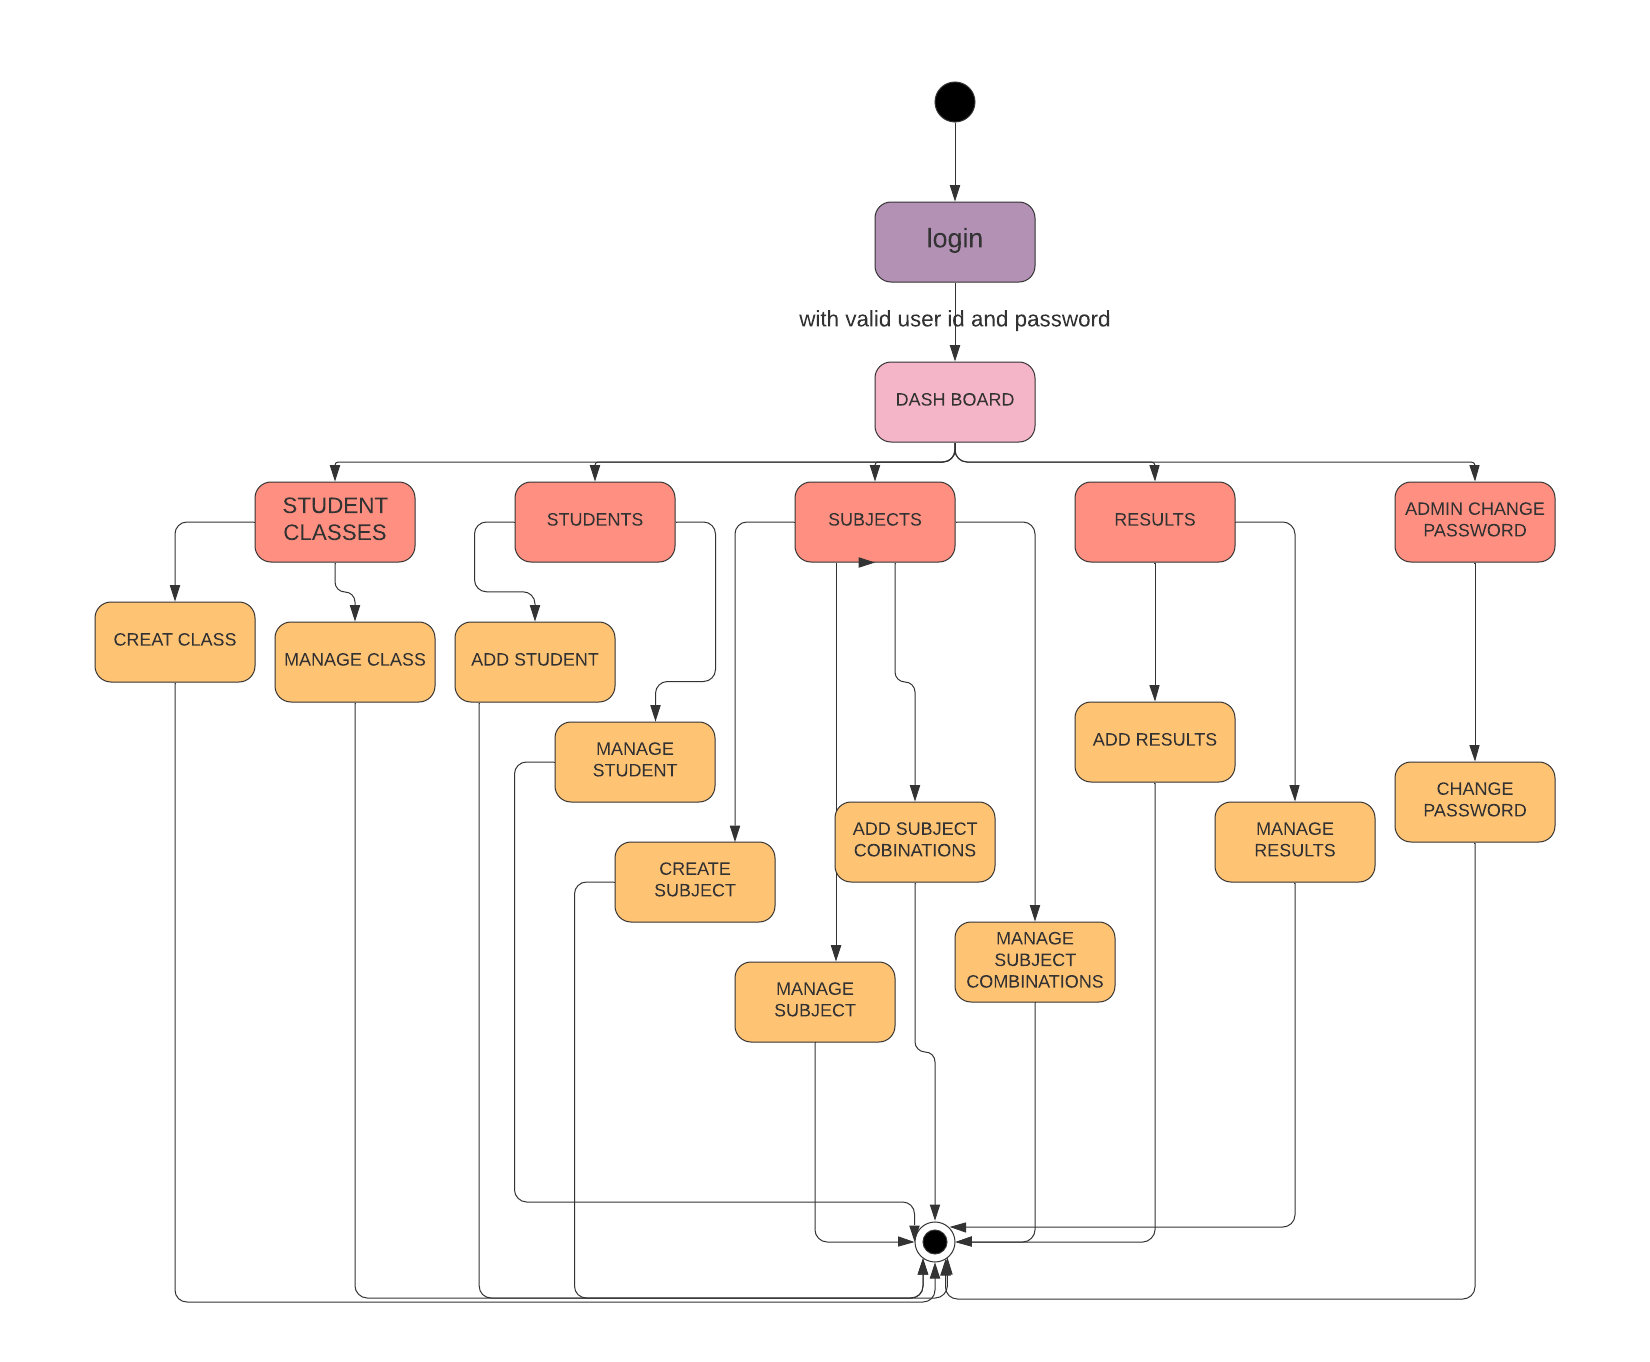 login
with valid user id and password
DASH BOARD
STUDENT
CLASSES
STUDENTS
SUBJECTS
RESULTS
ADMIN CHANGE
PASSWORD
CREAT CLASS
MANAGE CLASS
ADD STUDENT
MANAGE
STUDENT
ADD RESULTS
CHANGE
PASSWORD
CREATE
SUBJECT
ADD SUBJECT
COBINATIONS
MANAGE
RESULTS
MANAGE
SUBJECT
MANAGE
SUBJECT
COMBINATIONS